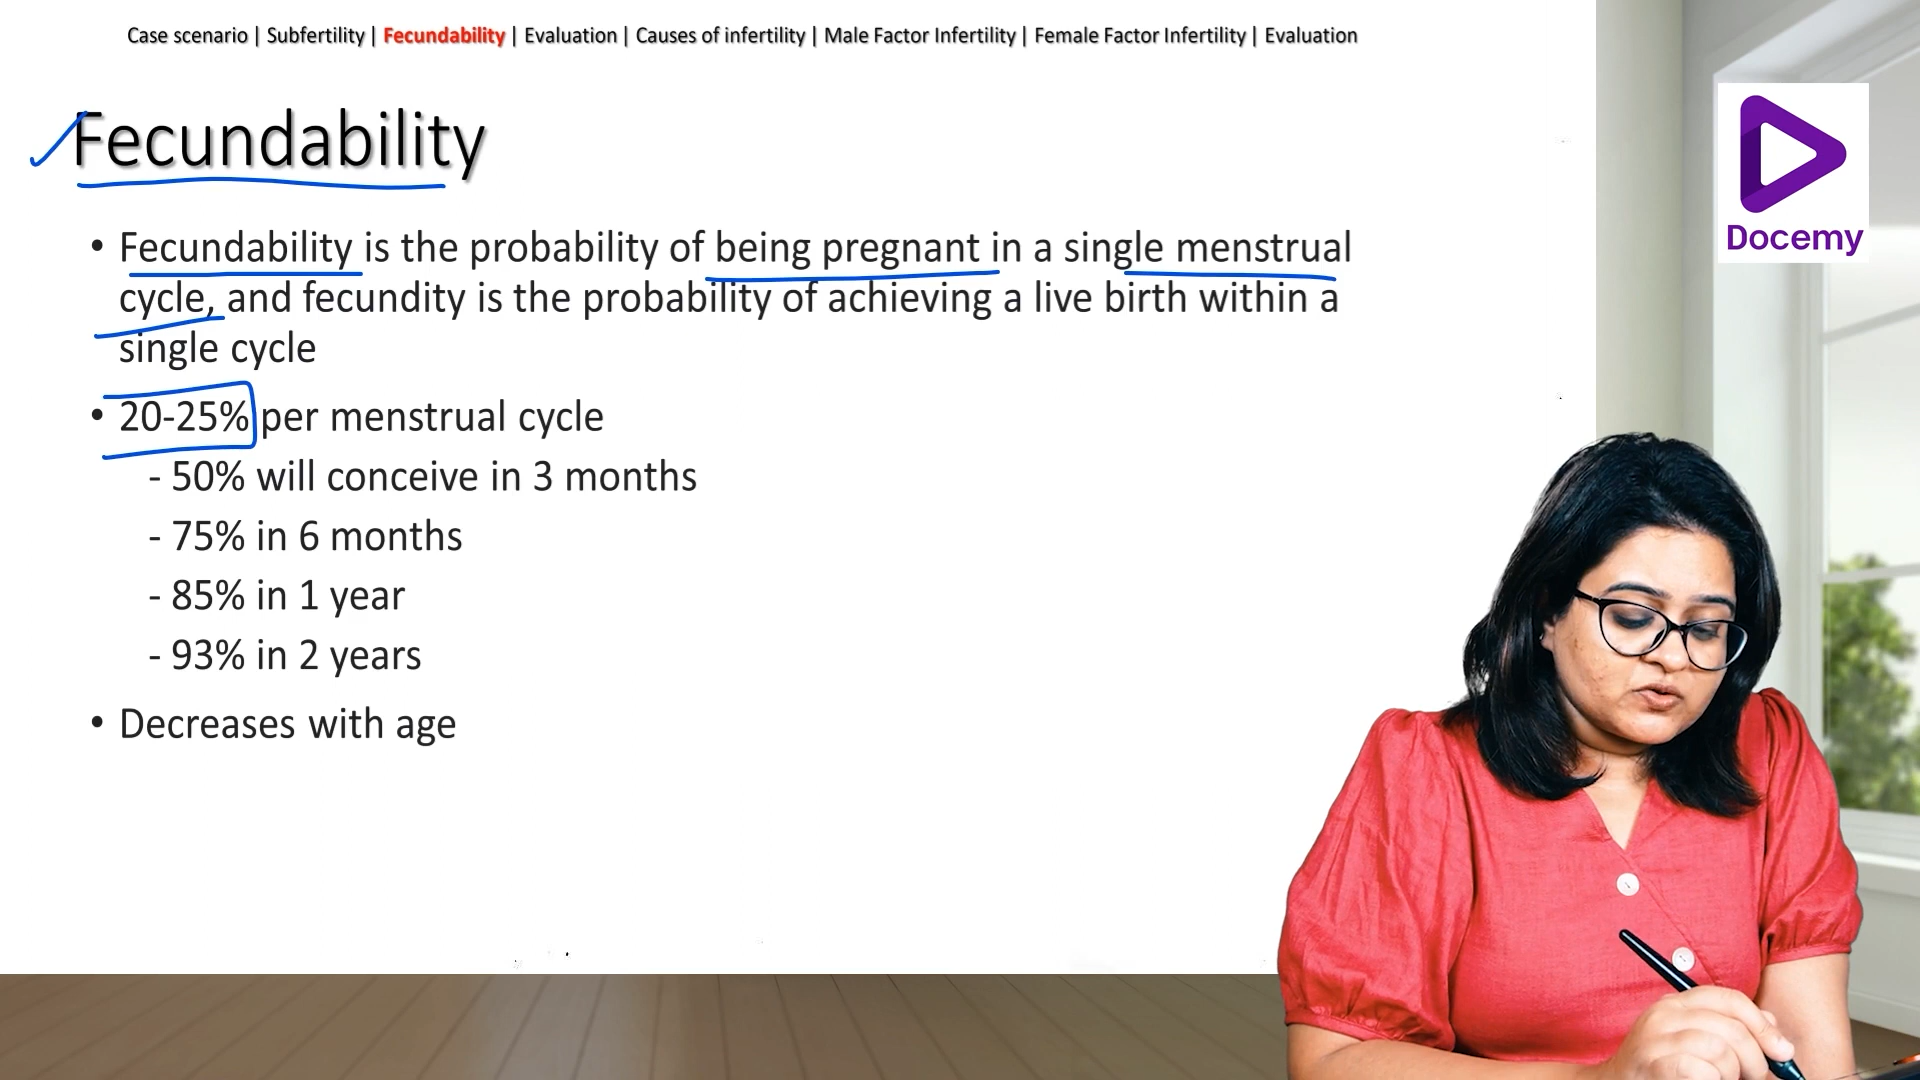 Case scenario | Subfertility | Fecundability | Evaluation | Causes of infertility | Male Factor Infertility | Female Factor Infertility | Evaluation
Fecundability
• Fecundability is the probability of being pregnant in a single menstrual
cycle, and fecundity is the probability of achieving a live birth within a
single cycle
• 20-25% per menstrual cycle
- 50% will conceive in 3 months
- 75% in 6 months
- 85% in 1 year
- 93% in 2 years
• Decreases with age
Docemy